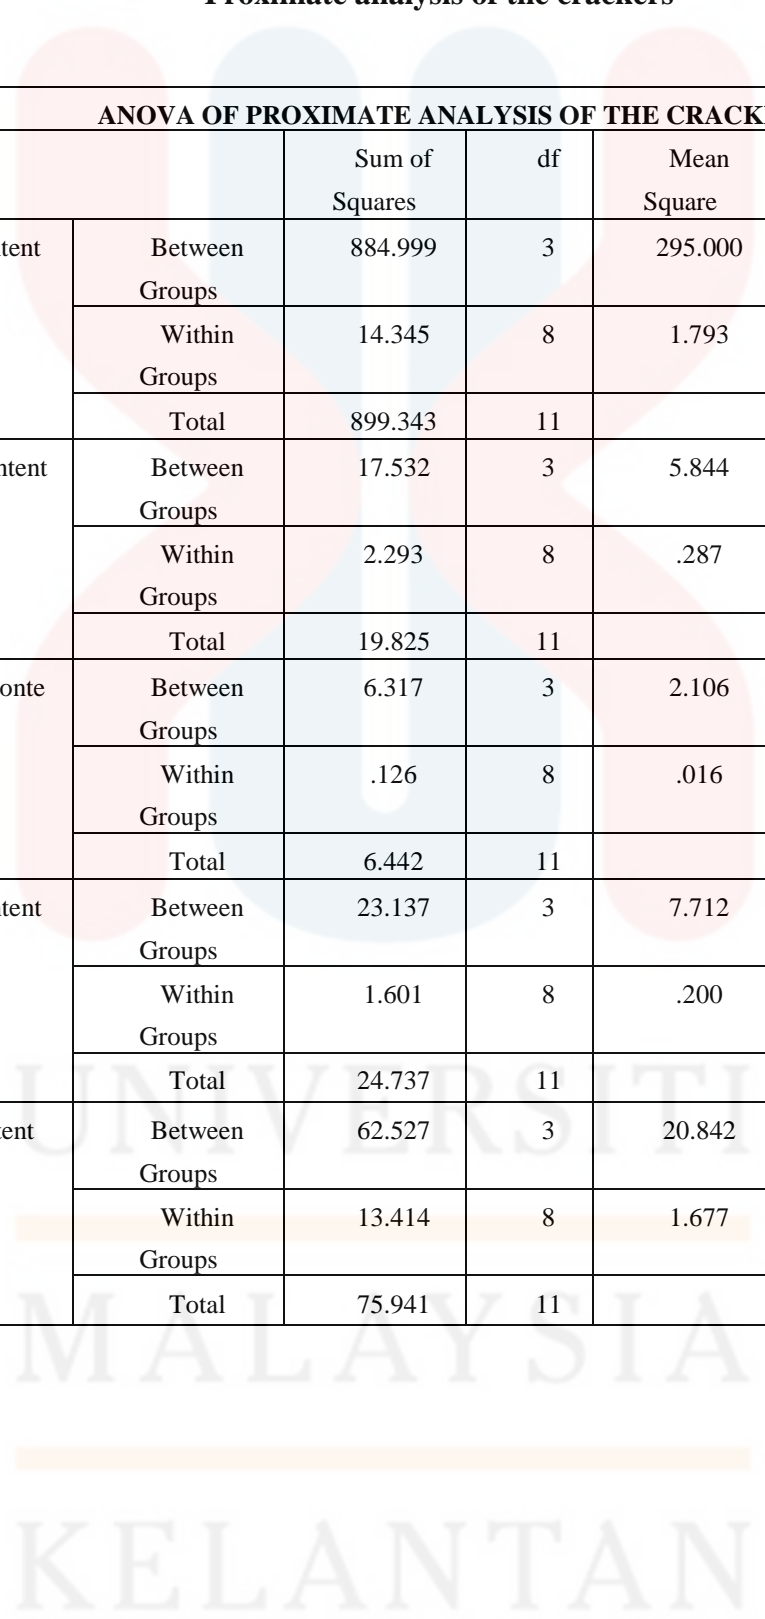 Proximate analysis of the crackers
ANOVA OF PROXIMATE ANALYSIS OF THE CRACK
Sum of Squares df Mean Square
tent Between Groups 884.999 3 295.000
Within Groups 14.345 8 1.793
Total 899.343 11
ntent Between Groups 17.532 3 5.844
Within Groups 2.293 8 .287
Total 19.825 11
onte Between Groups 6.317 3 2.106
Within Groups .126 8 .016
Total 6.442 11
tent Between Groups 23.137 3 7.712
Within Groups 1.601 8 .200
Total 24.737 11
tent Between Groups 62.527 3 20.842
Within Groups 13.414 8 1.677
Total 75.941 11
UNIVERSITI
MALAYSIA
KELANTAN